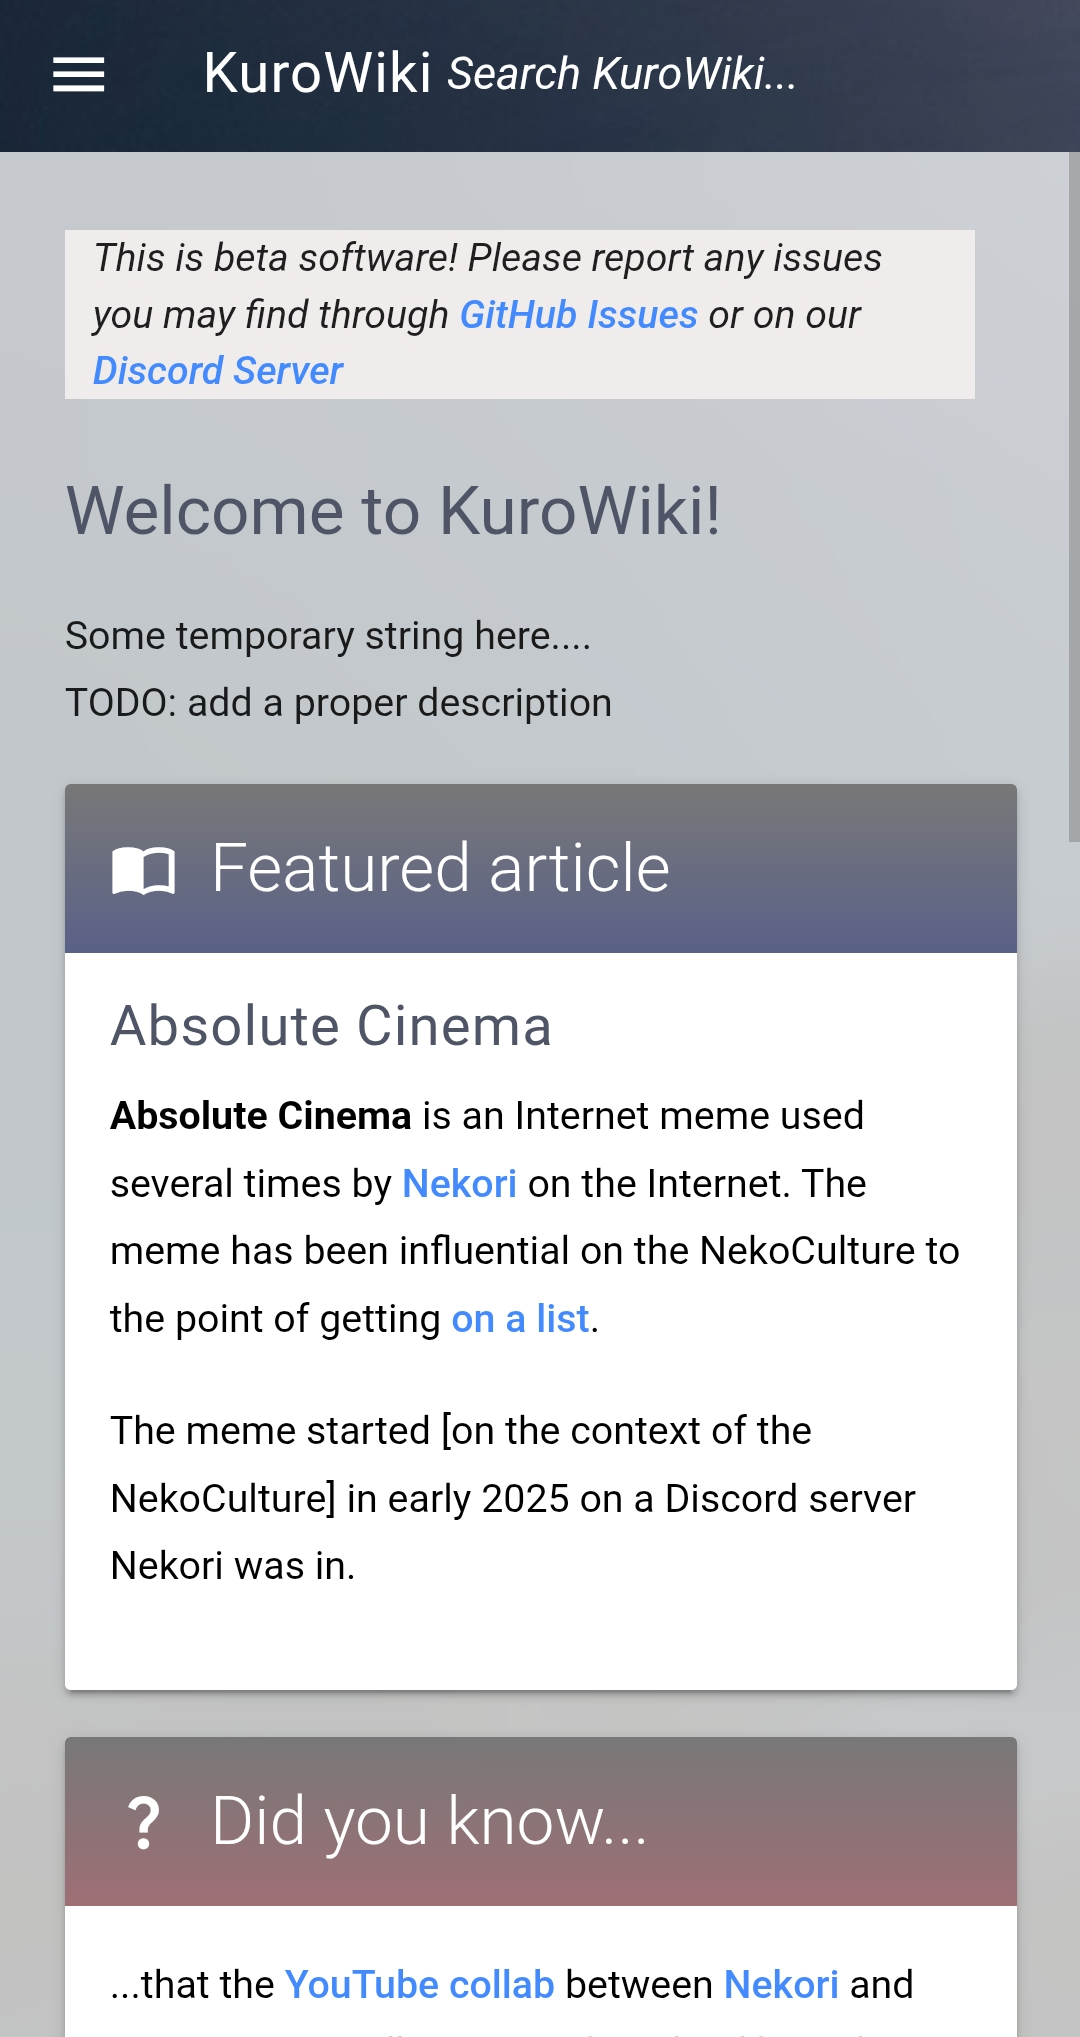 KuroWiki Search KuroWiki...
This is beta software! Please report any issues
you may find through GitHub Issues or on our
Discord Server
Welcome to KuroWiki!
Some temporary string here....
TODO: add a proper description
Featured article
Absolute Cinema
Absolute Cinema is an Internet meme used
several times by Nekori on the Internet. The
meme has been influential on the NekoCulture to
the point of getting on a list.
The meme started [on the context of the
NekoCulture] in early 2025 on a Discord server
Nekori was in.
? Did you know...
...that the YouTube collab between Nekori and